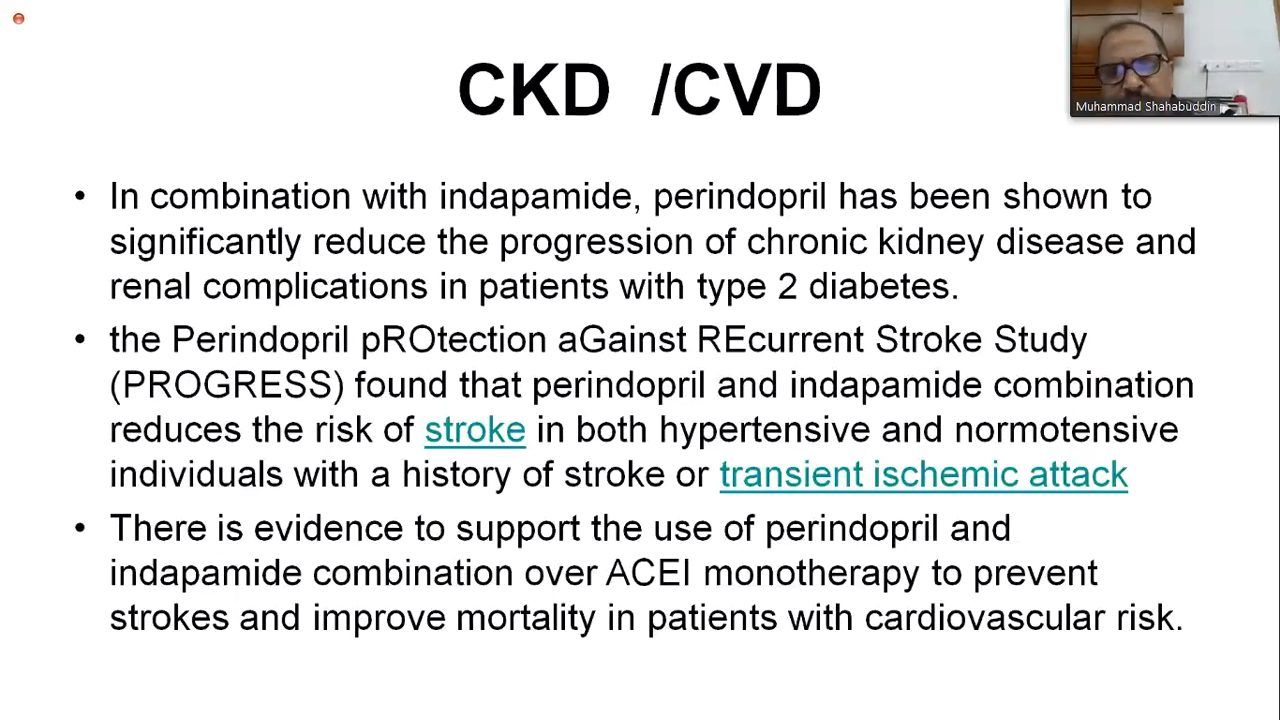 CKD /CVD
Muhammad Shahabuddin
• In combination with indapamide, perindopril has been shown to
significantly reduce the progression of chronic kidney disease and
renal complications in patients with type 2 diabetes.
• the Perindopril pROtection aGainst REcurrent Stroke Study
(PROGRESS) found that perindopril and indapamide combination
reduces the risk of stroke in both hypertensive and normotensive
individuals with a history of stroke or transient ischemic attack
• There is evidence to support the use of perindopril and
indapamide combination over ACEI monotherapy to prevent
strokes and improve mortality in patients with cardiovascular risk.